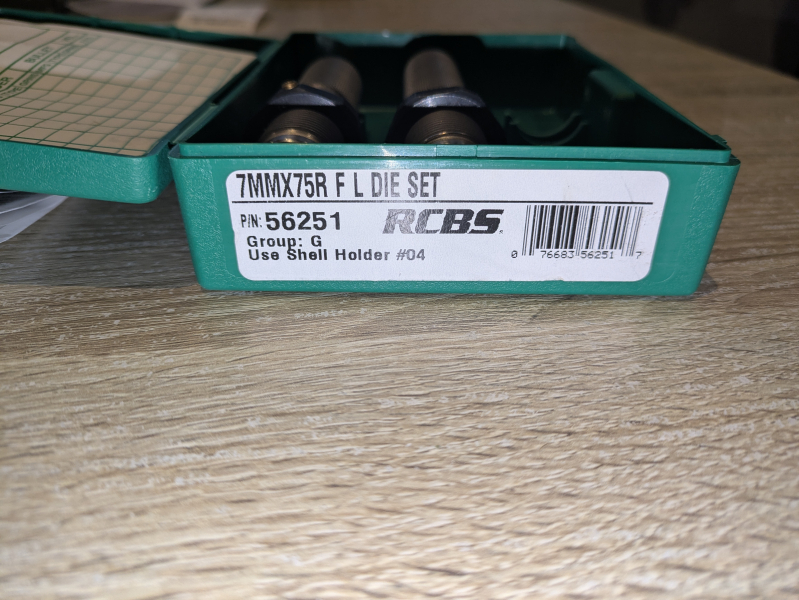 7MMX75R F L DIE SET
P/N: 56251 RCBS
Group: G
Use Shell Holder #04
0 76683 56251 7